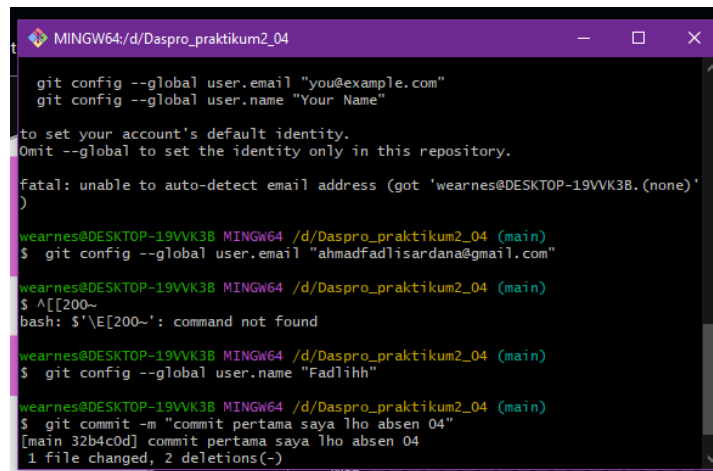 MINGW64:/d/Daspro_praktikum2_04
git config --global user.email "you@example.com"
git config --global user.name "Your Name"
to set your account's default identity.
Omit --global to set the identity only in this repository.
fatal: unable to auto-detect email address (got 'wearnes@DESKTOP-19VVK3B.(none)'
)
wearnes@DESKTOP-19VVK3B MINGW64 /d/Daspro_praktikum2_04 (main)
$ git config --global user.email "ahmadfadlisardana@gmail.com"
wearnes@DESKTOP-19VVK3B MINGW64 /d/Daspro_praktikum2_04 (main)
$ ^[[200~
bash: $'\E[200~': command not found
wearnes@DESKTOP-19VVK3B MINGW64 /d/Daspro_praktikum2_04 (main)
$ git config --global user.name "Fadlihh"
wearnes@DESKTOP-19VVK3B MINGW64 /d/Daspro_praktikum2_04 (main)
$ git commit -m "commit pertama saya lho absen 04"
[main 32b4c0d] commit pertama saya lho absen 04
1 file changed, 2 deletions(-)